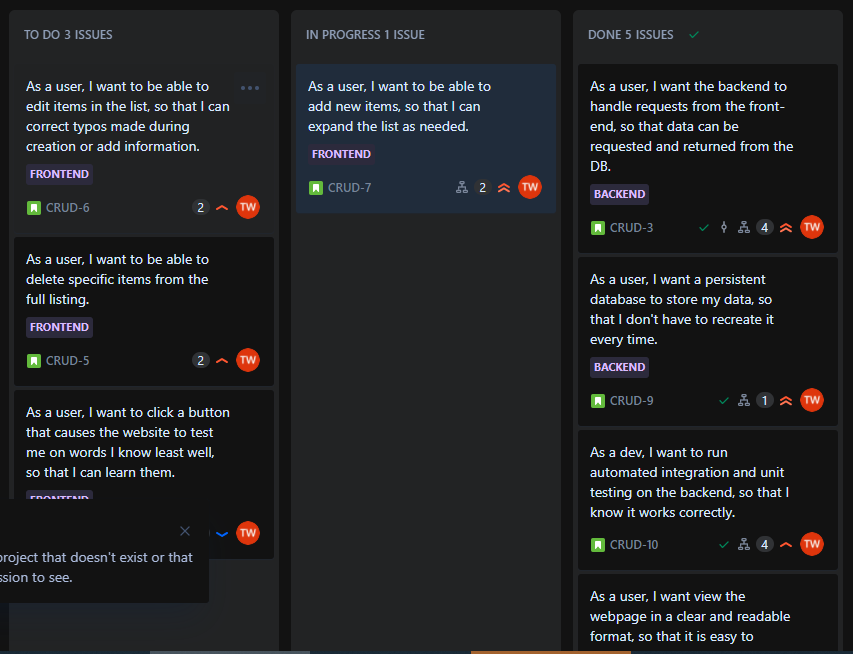 TO DO 3 ISSUES
As a user, I want to be able to
edit items in the list, so that I can
correct typos made during
creation or add information.
FRONTEND
CRUD-6
2
TW
As a user, I want to be able to
delete specific items from the
full listing.
FRONTEND
CRUD-5
2
TW
As a user, I want to click a button
that causes the website to test
me on words I know least well,
so that I can learn them.
FRONTEND
TW
project that doesn't exist or that
ssion to see.
IN PROGRESS 1 ISSUE
As a user, I want to be able to
add new items, so that I can
expand the list as needed.
FRONTEND
CRUD-7
2
TW
DONE 5 ISSUES
As a user, I want the backend to
handle requests from the front-
end, so that data can be
requested and returned from the
DB.
BACKEND
CRUD-3
4
TW
As a user, I want a persistent
database to store my data, so
that I don't have to recreate it
every time.
BACKEND
CRUD-9
1
TW
As a dev, I want to run
automated integration and unit
testing on the backend, so that I
know it works correctly.
CRUD-10
4
TW
As a user, I want view the
webpage in a clear and readable
format, so that it is easy to